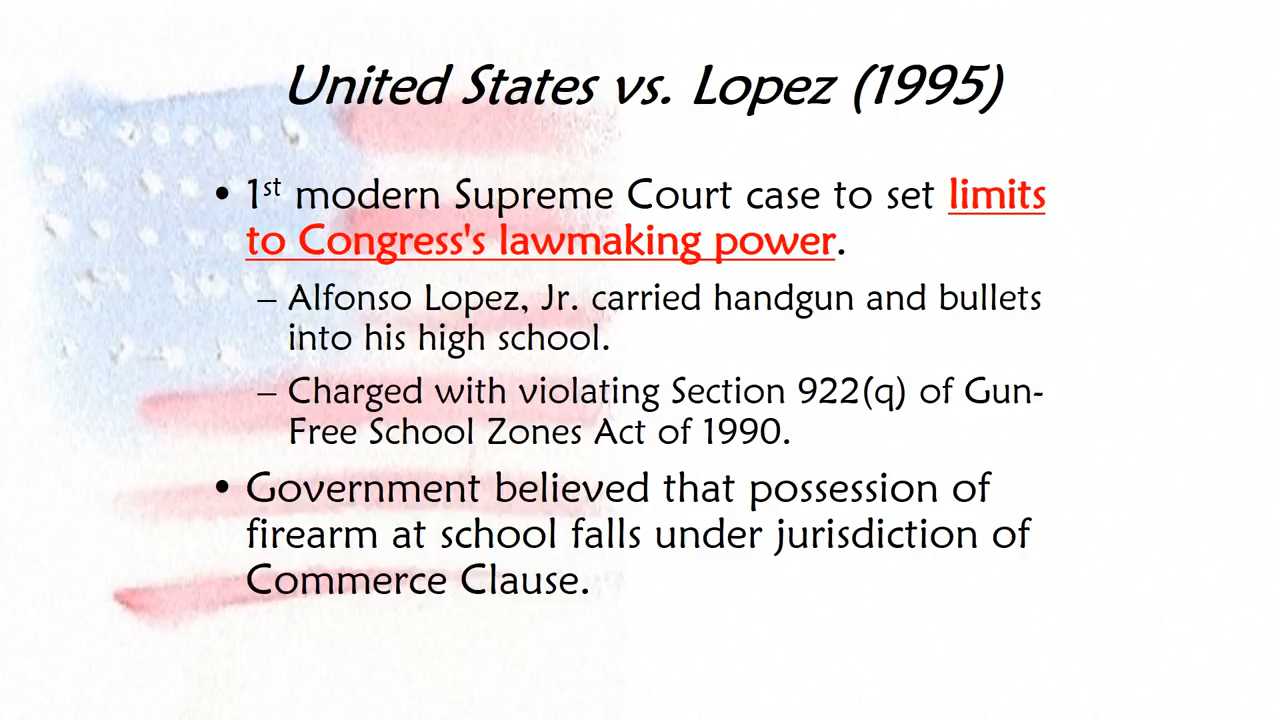 United States vs. Lopez (1995)
• 1st modern Supreme Court case to set limits
to Congress's lawmaking power.
– Alfonso Lopez, Jr. carried handgun and bullets
into his high school.
– Charged with violating Section 922(q) of Gun-
Free School Zones Act of 1990.
• Government believed that possession of
firearm at school falls under jurisdiction of
Commerce Clause.